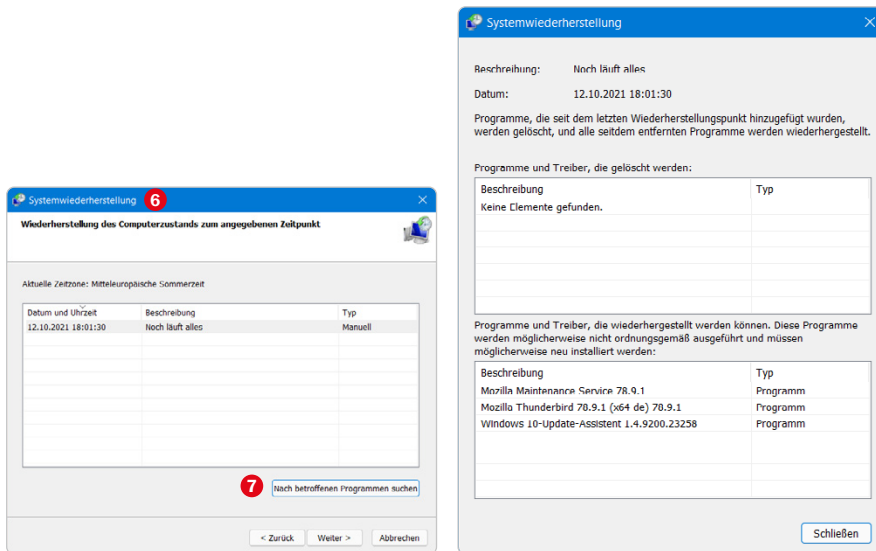 Systemwiederherstellung 6
Wiederherstellung des Computerzustands zum angegebenen Zeitpunkt
Aktuelle Zeitzone: Mitteleuropäische Sommerzeit
Datum und Uhrzeit Beschreibung Typ
12.10.2021 18:01:30 Noch läuft alles Manuell
7 Nach betroffenen Programmen suchen
< Zurück Weiter > Abbrechen
Systemwiederherstellung
Beschreibung: Noch läuft alles
Datum: 12.10.2021 18:01:30
Programme, die seit dem letzten Wiederherstellungspunkt hinzugefügt wurden,
werden gelöscht, und alle seitdem entfernten Programme werden wiederhergestellt.
Programme und Treiber, die gelöscht werden:
Beschreibung Typ
Keine Elemente gefunden.
Programme und Treiber, die wiederhergestellt werden können. Diese Programme
werden möglicherweise nicht ordnungsgemäß ausgeführt und müssen
möglicherweise neu installiert werden:
Beschreibung Typ
Mozilla Maintenance Service 78.9.1 Programm
Mozilla Thunderbird 78.9.1 (x64 de) 78.9.1 Programm
Windows 10-Update-Assistent 1.4.9200.23258 Programm
Schließen